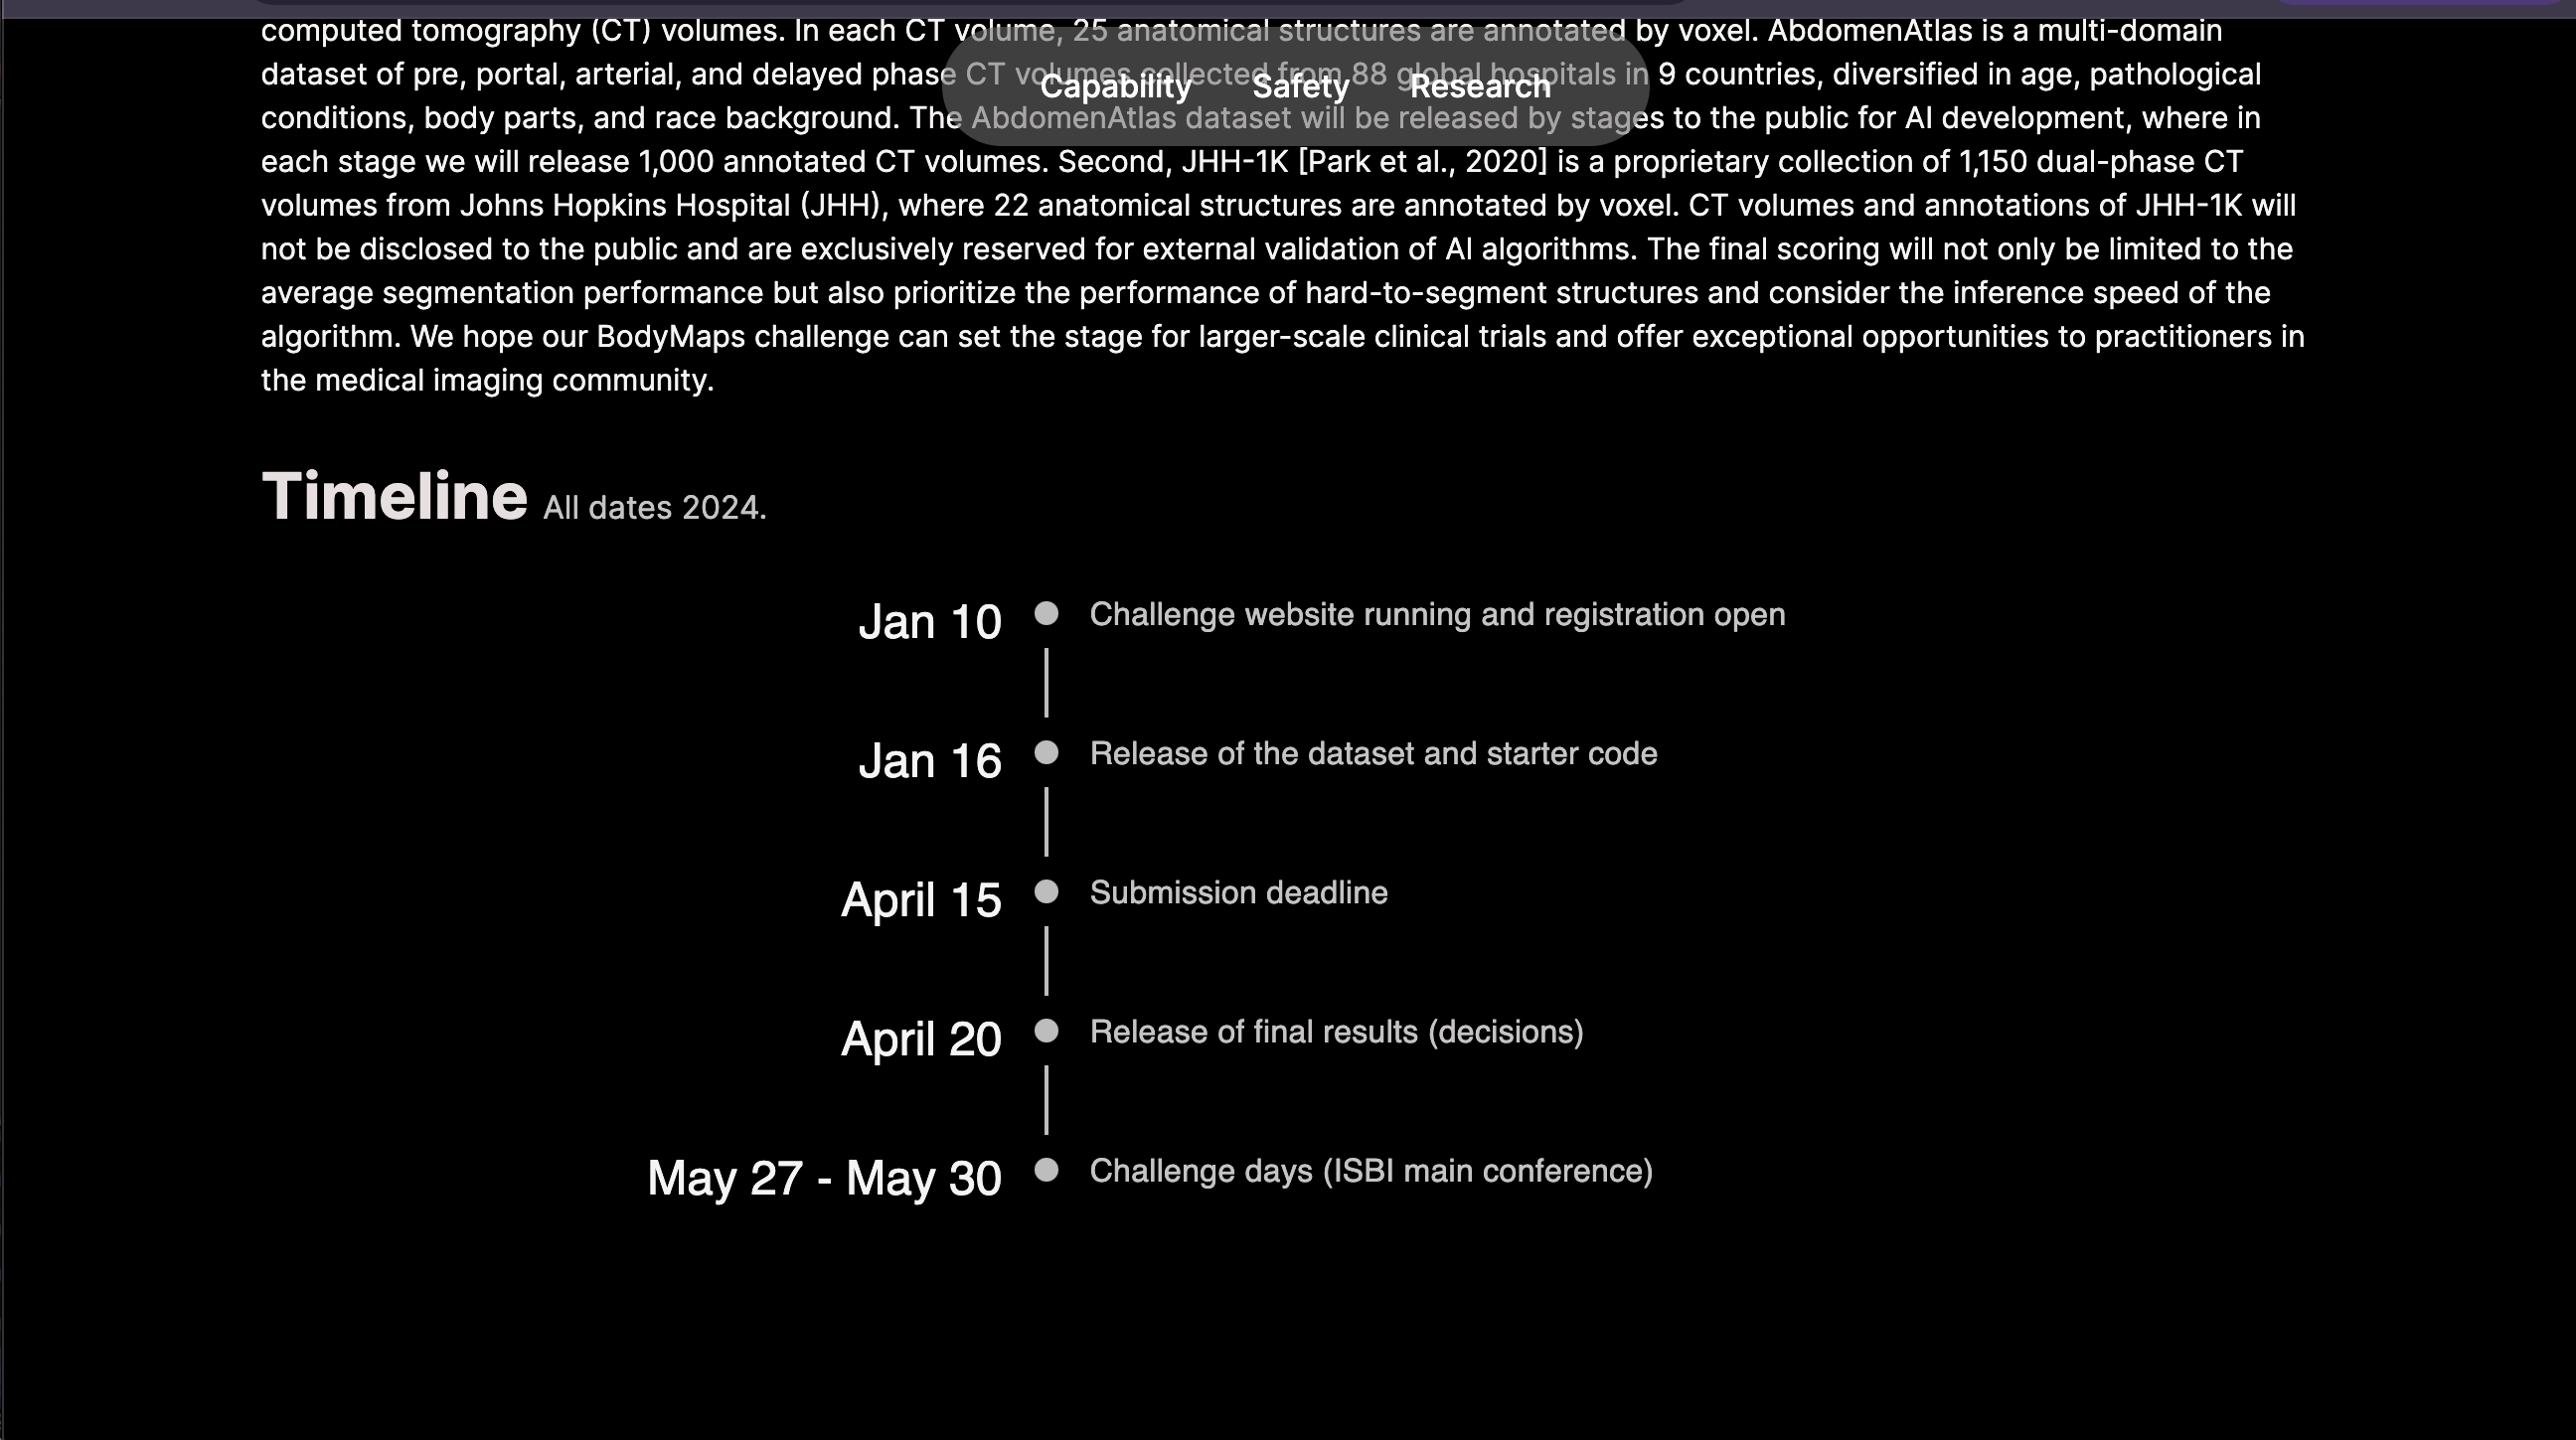 computed tomography (CT) volumes. In each CT volume, 25 anatomical structures are annotated by voxel. AbdomenAtlas is a multi-domain
dataset of pre, portal, arterial, and delayed phase CT volumes collected from 88 global hospitals in 9 countries, diversified in age, pathological
Capability Safety Research
conditions, body parts, and race background. The AbdomenAtlas dataset will be released by stages to the public for AI development, where in
each stage we will release 1,000 annotated CT volumes. Second, JHH-1K [Park et al., 2020] is a proprietary collection of 1,150 dual-phase CT
volumes from Johns Hopkins Hospital (JHH), where 22 anatomical structures are annotated by voxel. CT volumes and annotations of JHH-1K will
not be disclosed to the public and are exclusively reserved for external validation of AI algorithms. The final scoring will not only be limited to the
average segmentation performance but also prioritize the performance of hard-to-segment structures and consider the inference speed of the
algorithm. We hope our BodyMaps challenge can set the stage for larger-scale clinical trials and offer exceptional opportunities to practitioners in
the medical imaging community.
Timeline All dates 2024.
Jan 10 Challenge website running and registration open
Jan 16 Release of the dataset and starter code
April 15 Submission deadline
April 20 Release of final results (decisions)
May 27 - May 30 Challenge days (ISBI main conference)